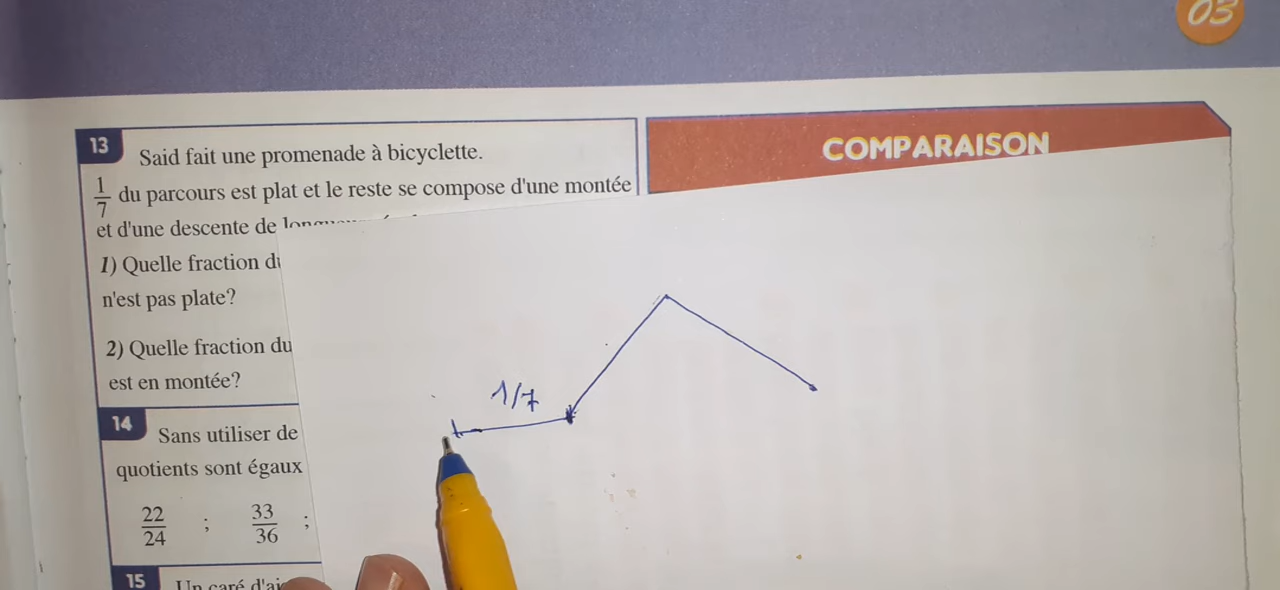 03
13 Said fait une promenade à bicyclette.
1/7 du parcours est plat et le reste se compose d'une montée
et d'une descente de
1) Quelle fraction
n'est pas plate?
2) Quelle fraction du
est en montée?
14 Sans utiliser de
quotients sont égaux
22/24 ; 33/36 ;
15 Un caré
COMPARAISON
1/7